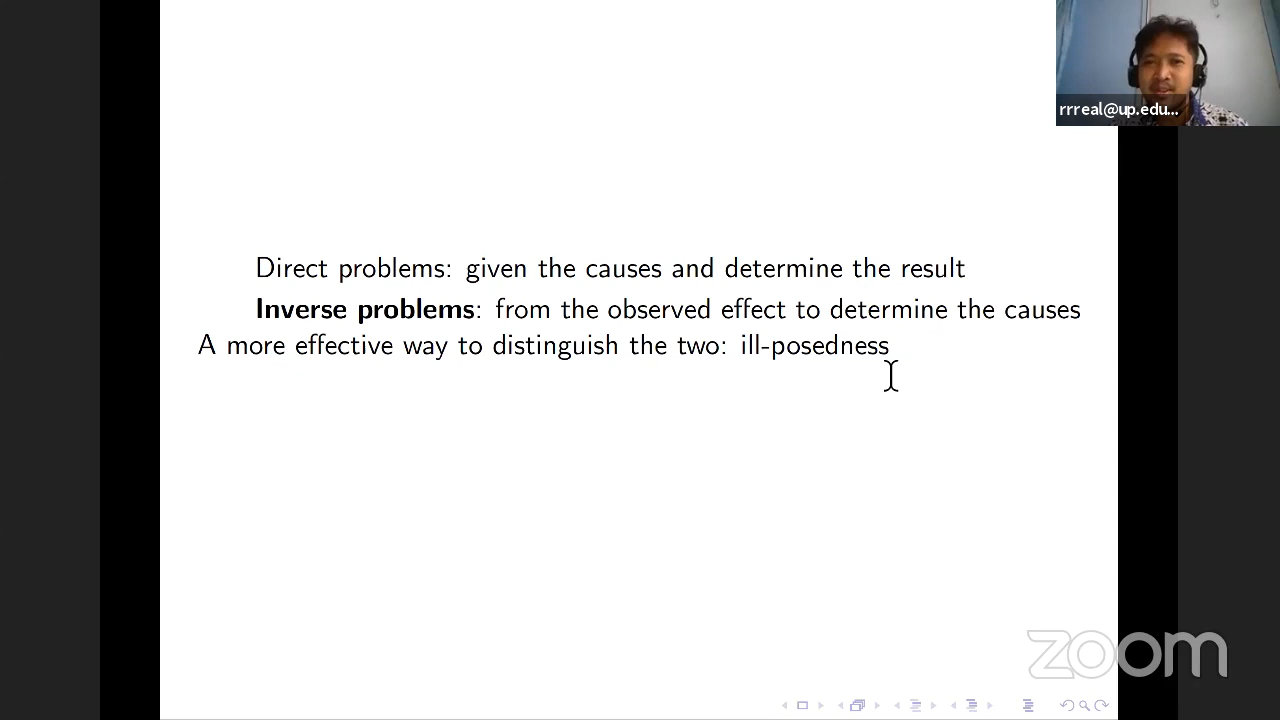 rrreal@up.edu...
Direct problems: given the causes and determine the result
Inverse problems: from the observed effect to determine the causes
A more effective way to distinguish the two: ill-posedness
zoom